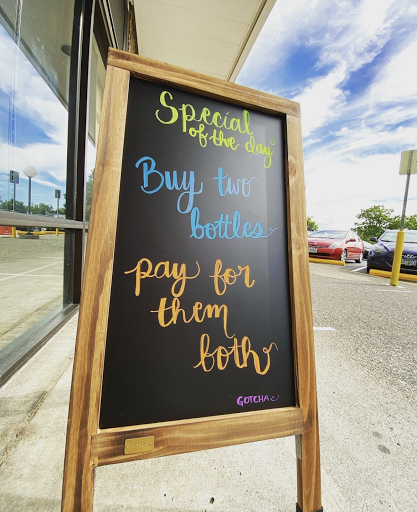 Special
of the day
Buy two
bottles
pay for
them
both
GOTCHA